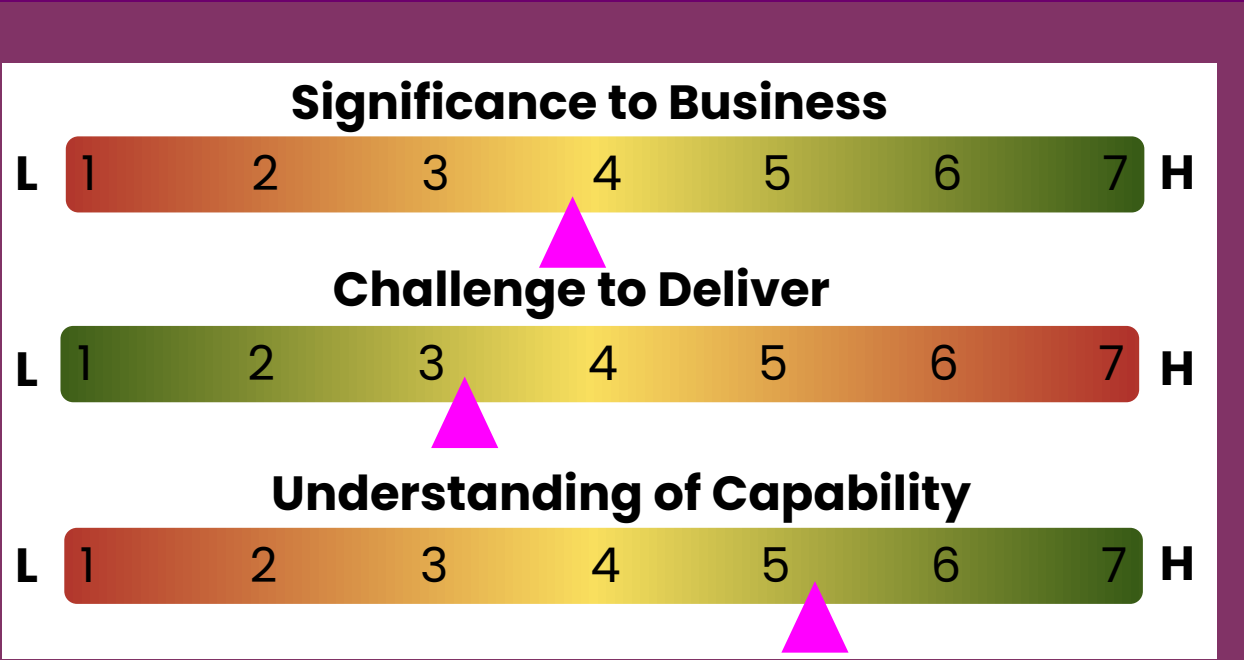 Significance to Business
L 1 2 3 4 5 6 7 H
Challenge to Deliver
L 1 2 3 4 5 6 7 H
Understanding of Capability
L 1 2 3 4 5 6 7 H